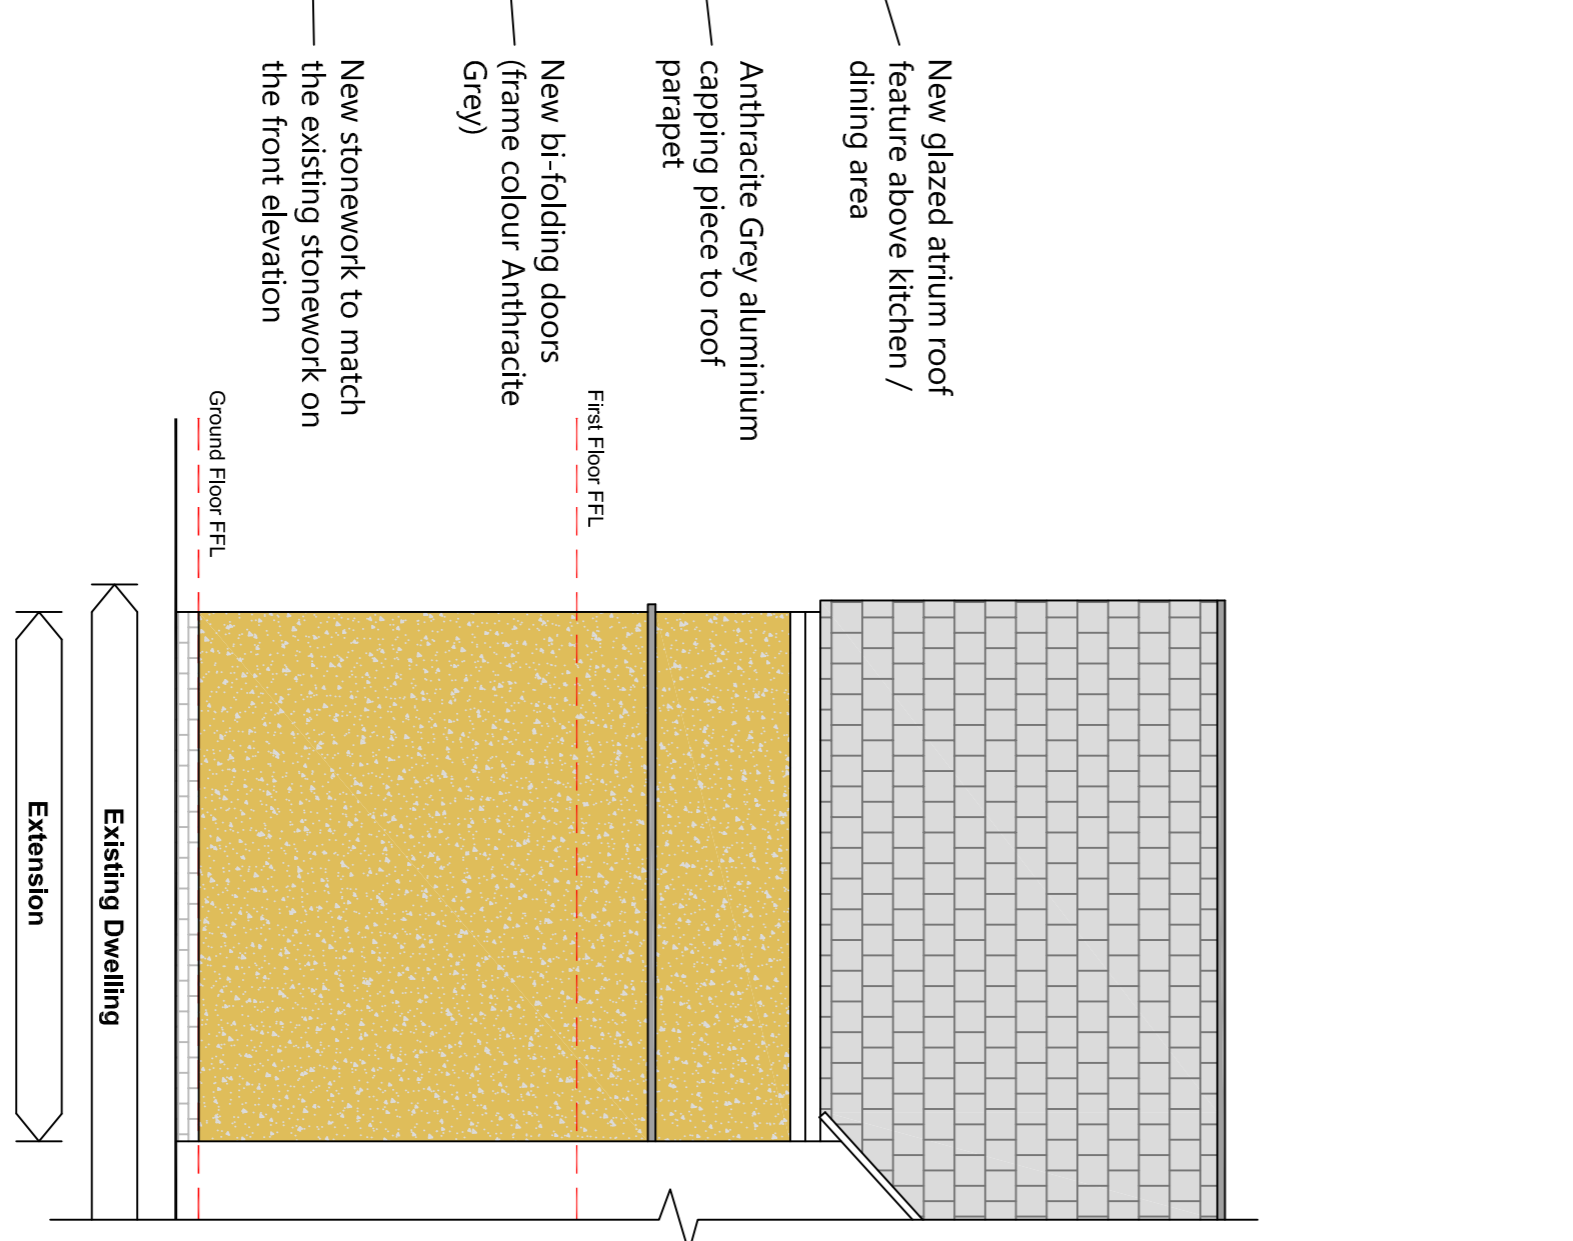 New glazed atrium roof
feature above kitchen /
dining area
Anthracite Grey aluminium
capping piece to roof
parapet
New bi-folding doors
(frame colour Anthracite
Grey)
New stonework to match
the existing stonework on
the front elevation
First Floor FFL
Ground Floor FFL
Existing Dwelling
Extension